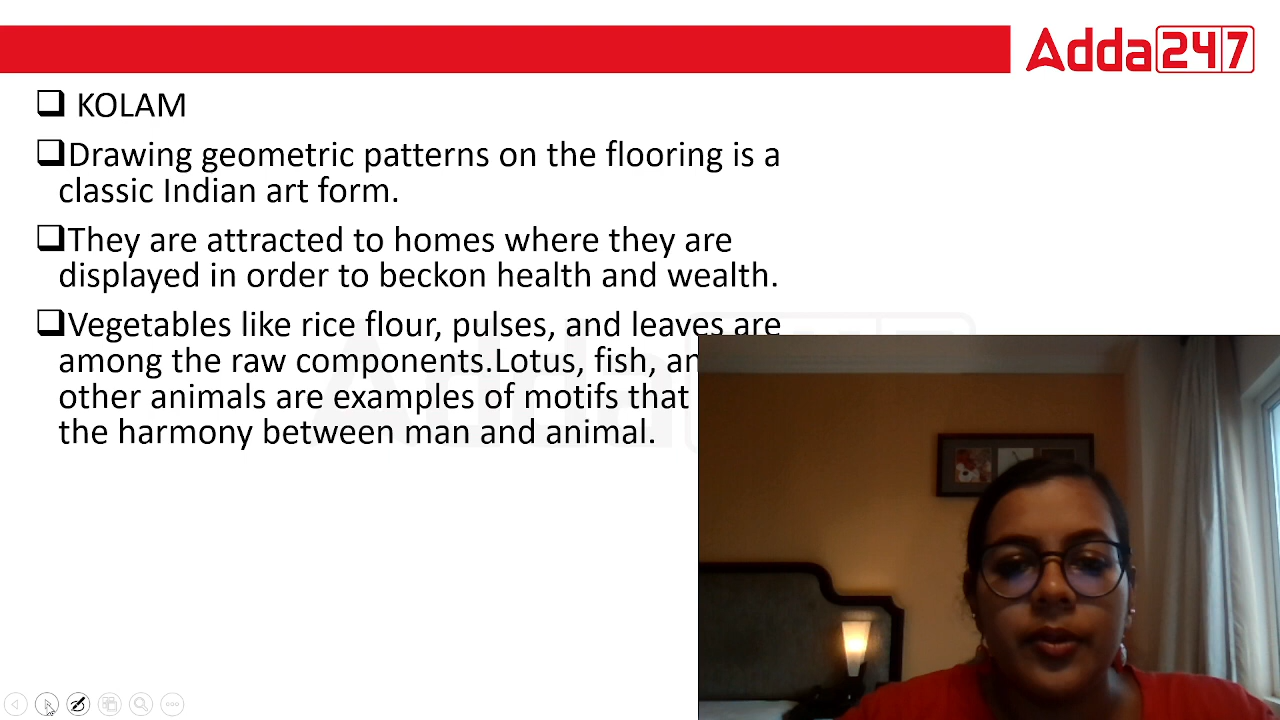 Adda247
KOLAM
Drawing geometric patterns on the flooring is a
classic Indian art form.
They are attracted to homes where they are
displayed in order to beckon health and wealth.
Vegetables like rice flour, pulses, and leaves are
among the raw components.Lotus, fish, an
other animals are examples of motifs that
the harmony between man and animal.